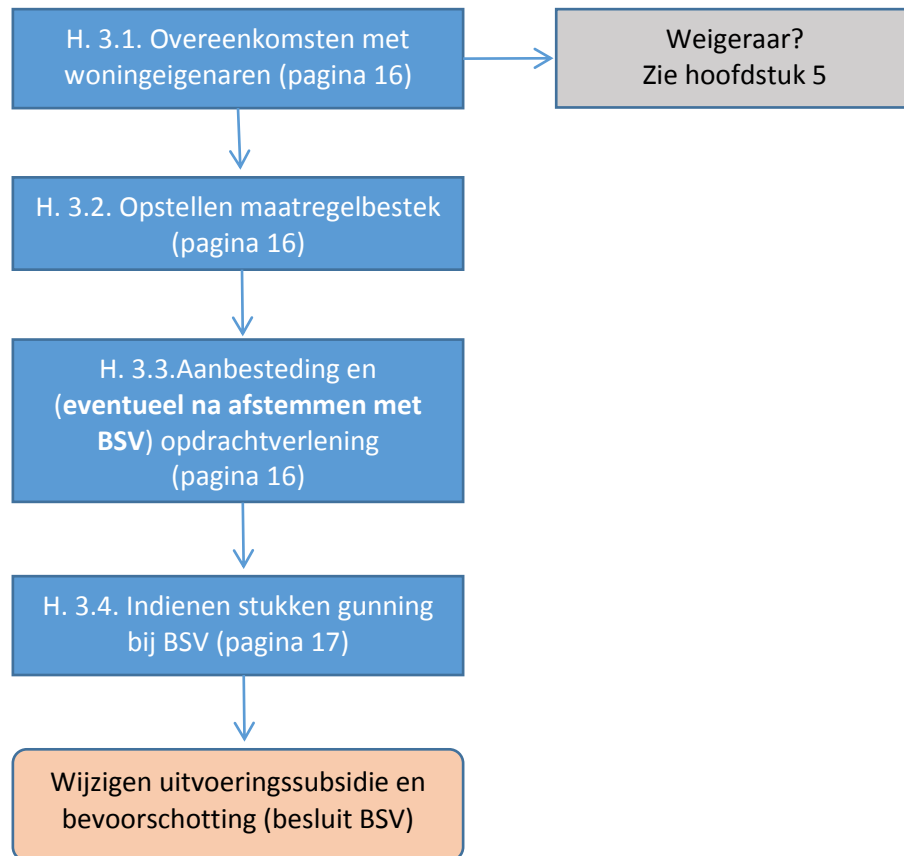 H. 3.1. Overeenkomsten met
woningeigenaren (pagina 16)
Weigeraar?
Zie hoofdstuk 5
H. 3.2. Opstellen maatregelbestek
(pagina 16)
H. 3.3.Aanbesteding en
(eventueel na afstemmen met
BSV) opdrachtverlening
(pagina 16)
H. 3.4. Indienen stukken gunning
bij BSV (pagina 17)
Wijzigen uitvoeringssubsidie en
bevoorschotting (besluit BSV)